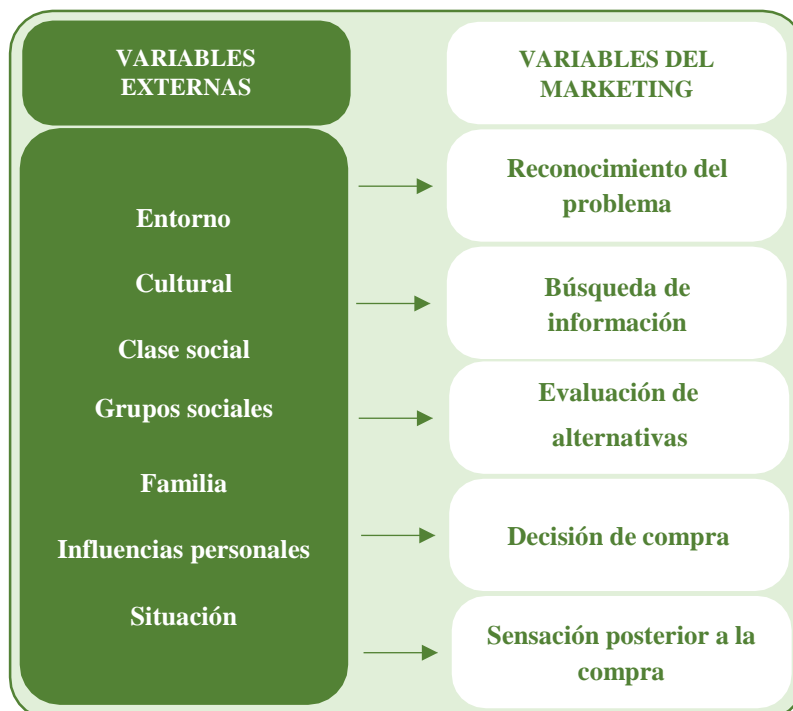 VARIABLES
EXTERNAS
Entorno
Cultural
Clase social
Grupos sociales
Familia
Influencias personales
Situación
VARIABLES DEL
MARKETING
Reconocimiento del
problema
Búsqueda de
información
Evaluación de
alternativas
Decisión de compra
Sensación posterior a la
compra